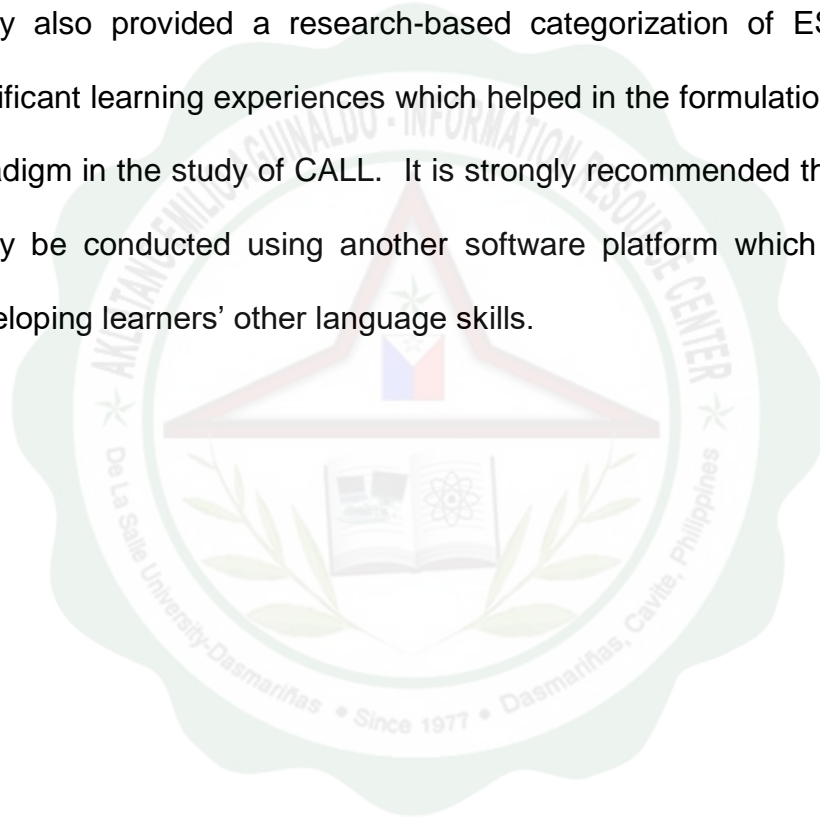 y also provided a research-based categorization of ES
ificant learning experiences which helped in the formulatio
adigm in the study of CALL. It is strongly recommended th
y be conducted using another software platform which
eloping learners’ other language skills.
AKLATANG EMILIO AGUINALDO - INFORMATION RESOURCE CENTER
De La Salle University-Dasmariñas • Since 1977 • Dasmariñas, Cavite, Philippines